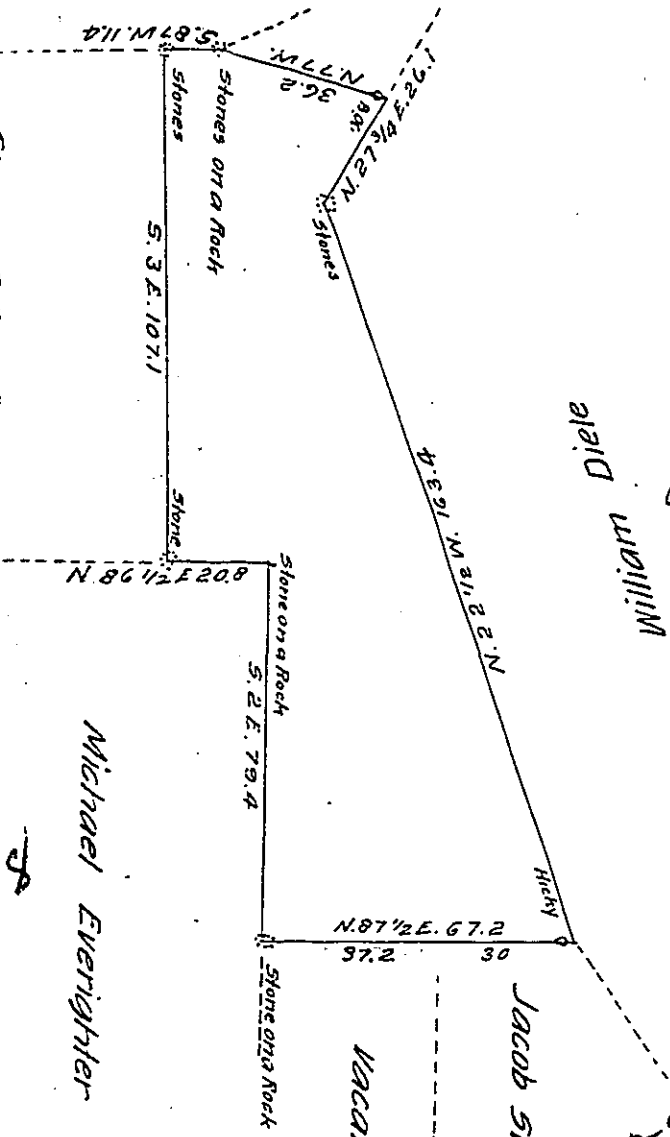 S. 87 W. 11.4
N. 77 W.
36.2
B.O.
N. 27 3/4 E. 26.1
Stones
Stones on a Rock
Stones
S. 3 E. 107.1
Stone
N. 86 1/2 E 20.8
Stone on a Rock
S. 2 E. 79.4
N. 22 1/2 W. 163.4
William Diele
Hicky
N. 87 1/2 E. 67.2
37.2 30
Stone on a Rock
Jacob S
Vaca
Michael Everighter